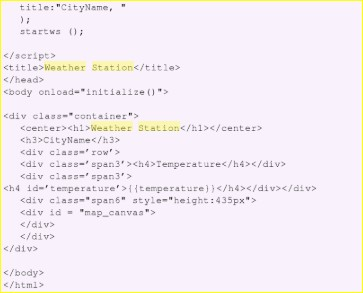 title:"CityName, "
);
startws ();
</script>
<title>Weather Station</title>
</head>
<body onload="initialize()">
<div class="container">
<center><h1>Weather Station</h1></center>
<h3>CityName</h3>
<div class='row'>
<div class='span3'><h4>Temperature</h4></div>
<div class='span3'>
<h4 id='temperature'>{{temperature}}</h4></div></div>
<div class="span6" style="height:435px">
<div id = "map_canvas">
</div>
</div>
</div>
</body>
</html>